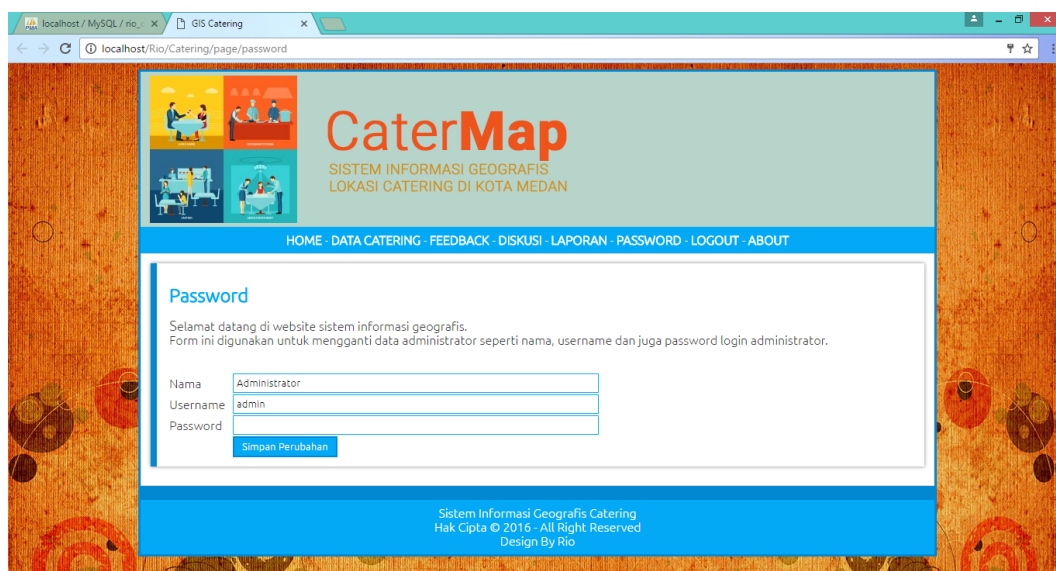 localhost / MySQL / rio_c
GIS Catering
localhost/Rio/Catering/page/password
CaterMap
SISTEM INFORMASI GEOGRAFIS
LOKASI CATERING DI KOTA MEDAN
HOME - DATA CATERING - FEEDBACK - DISKUSI - LAPORAN - PASSWORD - LOGOUT - ABOUT
Password
Selamat datang di website sistem informasi geografis.
Form ini digunakan untuk mengganti data administrator seperti nama, username dan juga password login administrator.
Nama Administrator
Username admin
Password
Simpan Perubahan
Sistem Informasi Geografis Catering
Hak Cipta © 2016 - All Right Reserved
Design By Rio